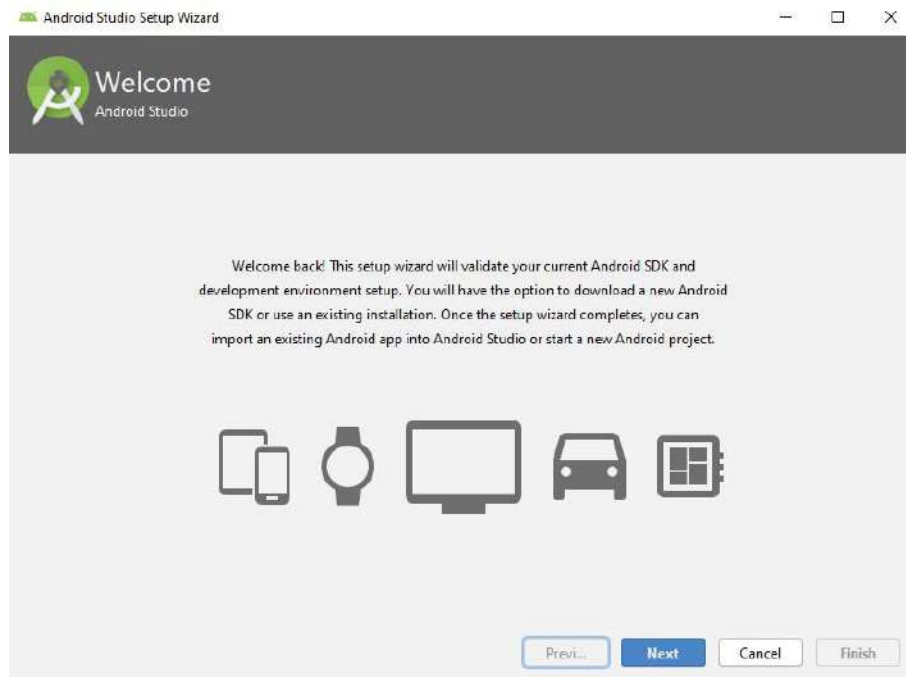 Android Studio Setup Wizard
Welcome
Android Studio
Welcome back! This setup wizard will validate your current Android SDK and
development environment setup. You will have the option to download a new Android
SDK or use an existing installation. Once the setup wizard completes, you can
import an existing Android app into Android Studio or start a new Android project.
Previ... Next Cancel Finish